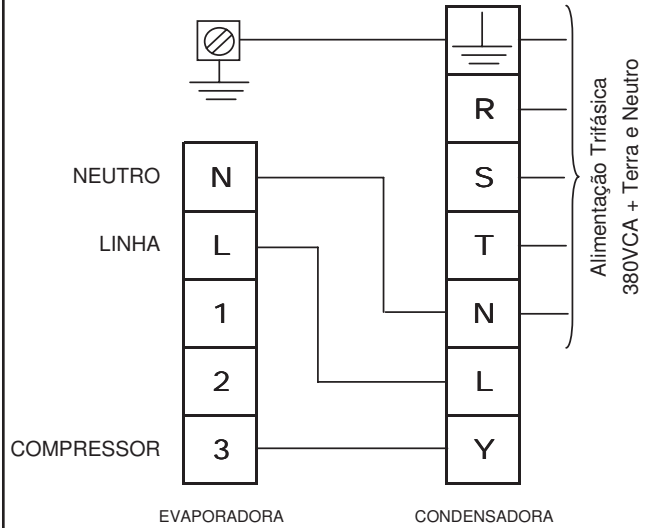 NEUTRO
LINHA
COMPRESSOR
N
L
1
2
3
EVAPORADORA
R
S
T
N
L
Y
CONDENSADORA
Alimentação Trifásica
380VCA + Terra e Neutro